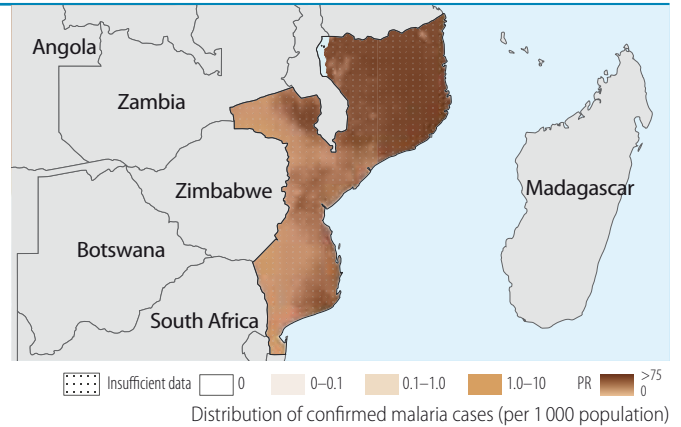 Angola
Zambia
Zimbabwe
Madagascar
Botswana
South Africa
Insufficient data 0 0–0.1 0.1–1.0 1.0–10 PR >75
0
Distribution of confirmed malaria cases (per 1 000 population)